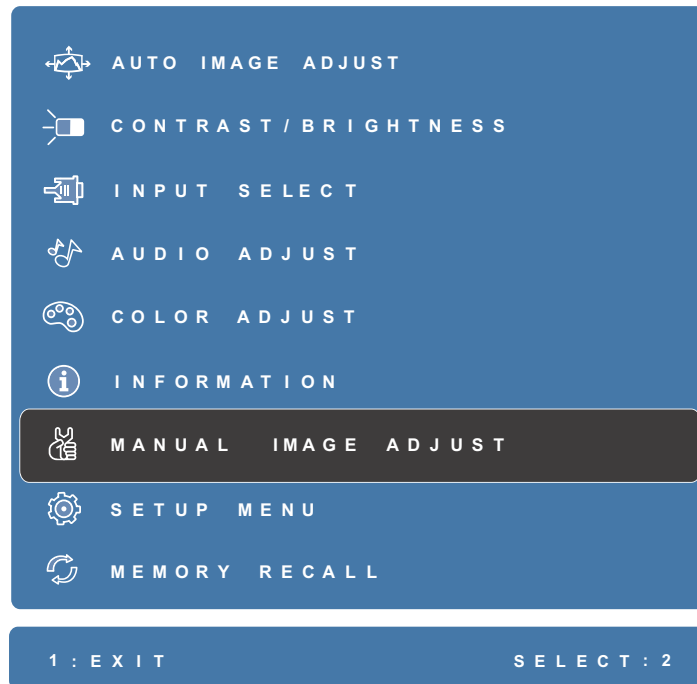 AUTO IMAGE ADJUST
CONTRAST/BRIGHTNESS
INPUT SELECT
AUDIO ADJUST
COLOR ADJUST
INFORMATION
MANUAL IMAGE ADJUST
SETUP MENU
MEMORY RECALL
1:EXIT SELECT:2